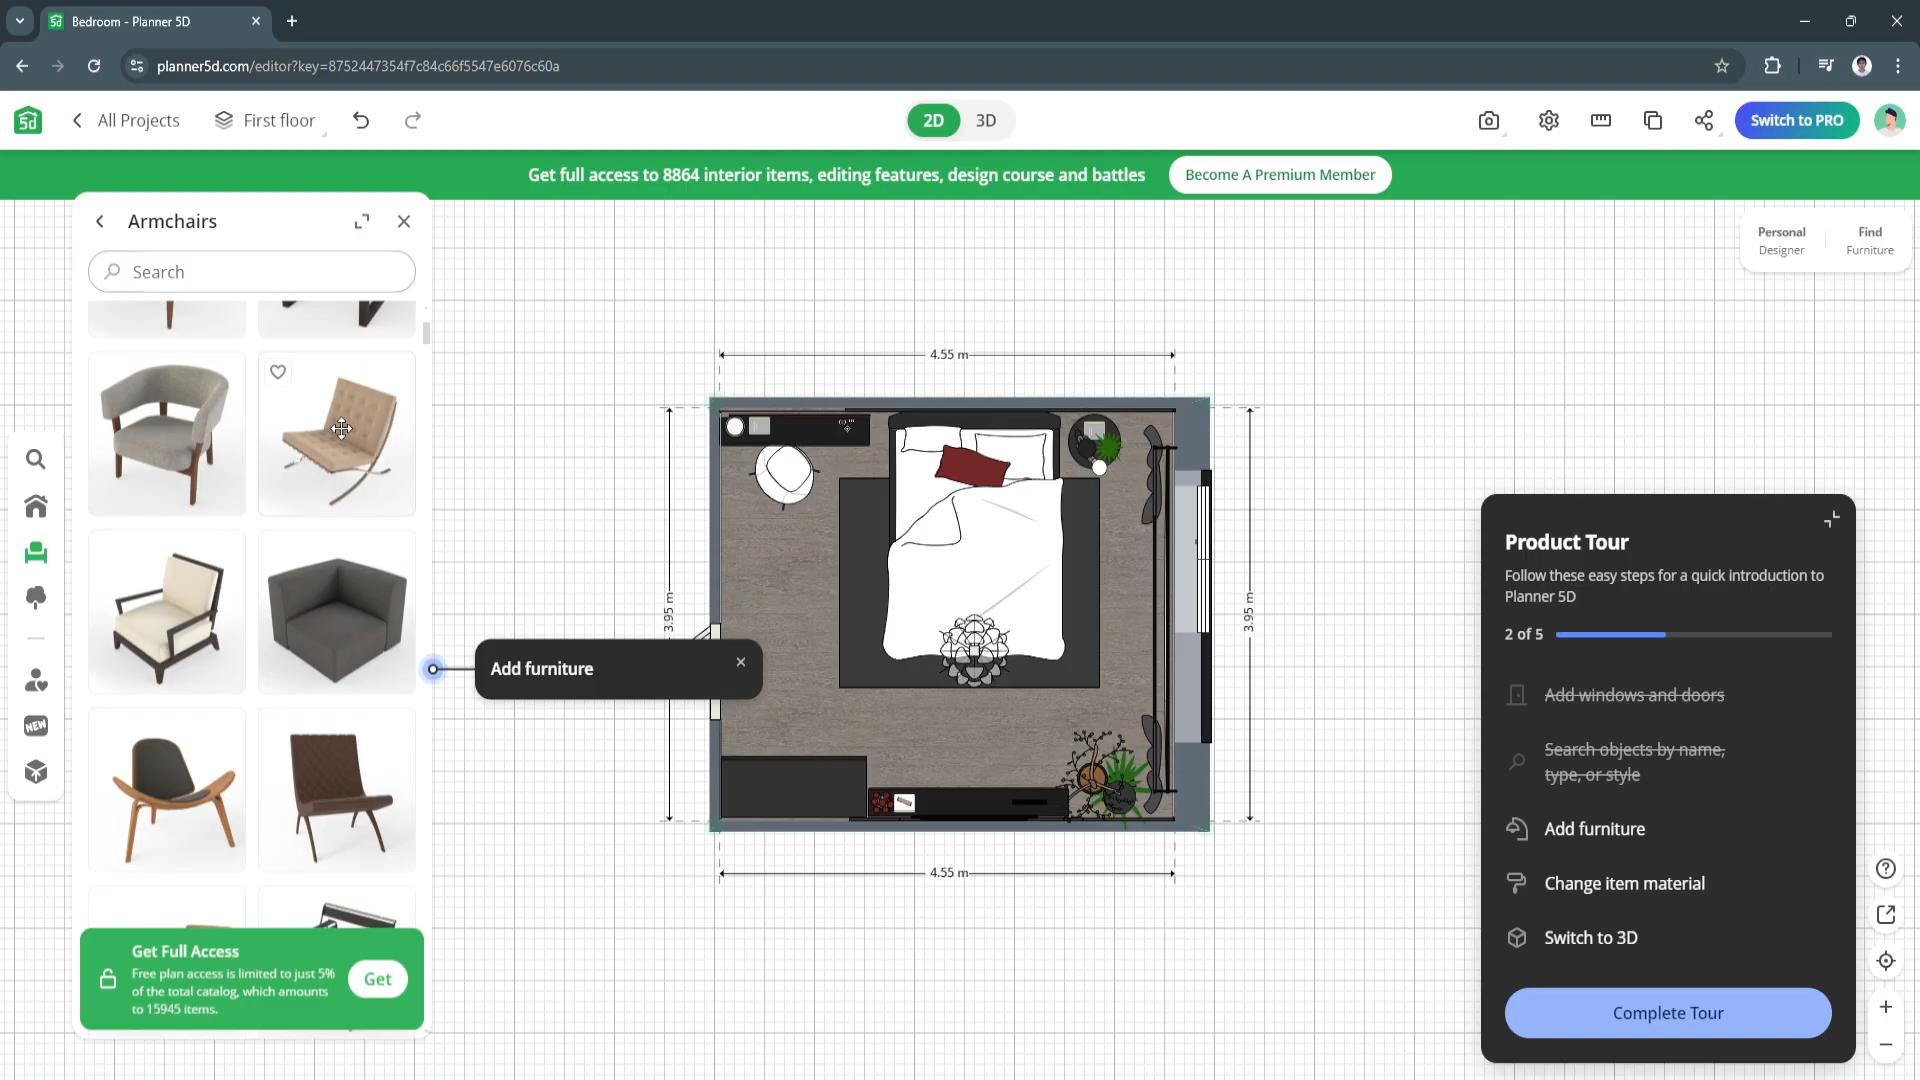 Bedroom - Planner 5D
planner5d.com/editor?key=8752447354f7c84c66f5547e6076c60a
5d
All Projects
First floor
2D
3D
Switch to PRO
Get full access to 8864 interior items, editing features, design course and battles
Become A Premium Member
Armchairs
Search
Personal
Designer
Find
Furniture
4.55 m
3.95 m
3.95 m
4.55 m
Add furniture
NEW
Get Full Access
Free plan access is limited to just 5%
of the total catalog, which amounts
to 15945 items.
Get
Product Tour
Follow these easy steps for a quick introduction to
Planner 5D
2 of 5
Add windows and doors
Search objects by name,
type, or style
Add furniture
Change item material
Switch to 3D
Complete Tour